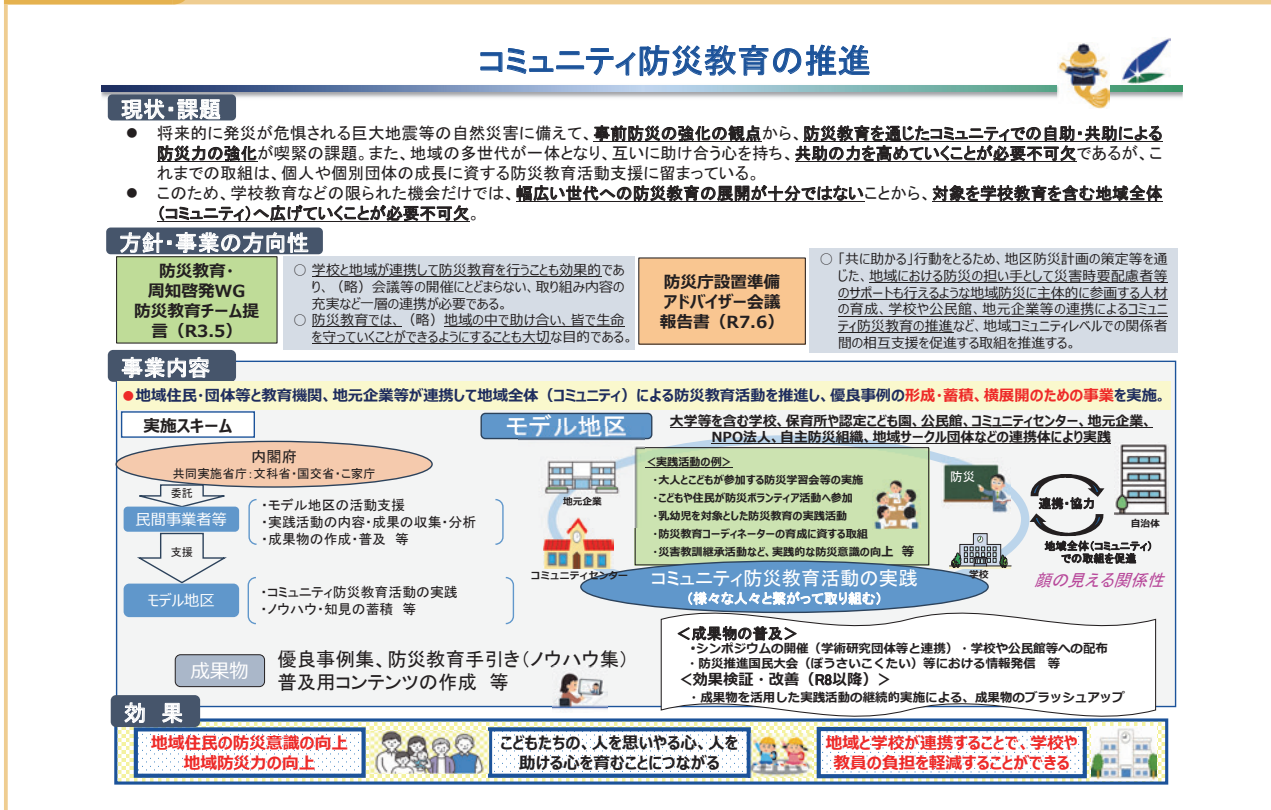 コミュニティ防災教育の推進
現状・課題
● 将来的に発災が危惧される巨大地震等の自然災害に備えて、事前防災の強化の観点から、防災教育を通じたコミュニティでの自助・共助による
防災力の強化が喫緊の課題。また、地域の多世代が一体となり、互いに助け合う心を持ち、共助の力を高めていくことが必要不可欠であるが、こ
れまでの取組は、個人や個別団体の成長に資する防災教育活動支援に留まっている。
● このため、学校教育などの限られた機会だけでは、幅広い世代への防災教育の展開が十分ではないことから、対象を学校教育を含む地域全体
(コミュニティ)へ広げていくことが必要不可欠。
方針・事業の方向性
防災教育・
周知啓発WG
防災教育チーム提
言（R3.5）
○ 学校と地域が連携して防災教育を行うことも効果的であ
り、（略）会議等の開催にとどまらない、取り組み内容の
充実など一層の連携が必要である。
○ 防災教育では、（略）地域の中で助け合い、皆で生命
を守っていくことができるようにすることも大切な目的である。
防災庁設置準備
アドバイザー会議
報告書（R7.6）
○ 「共に助かる」行動をとるため、地区防災計画の策定等を通
じた、地域における防災の担い手として災害時要配慮者等
のサポートも行えるような地域防災に主体的に参画する人材
の育成、学校や公民館、地元企業等の連携によるコミュニ
ティ防災教育の推進など、地域コミュニティレベルでの関係者
間の相互支援を促進する取組を推進する。
事業内容
●地域住民・団体等と教育機関、地元企業等が連携して地域全体（コミュニティ）による防災教育活動を推進し、優良事例の形成・蓄積、横展開のための事業を実施。
実施スキーム
内閣府
共同実施省庁：文科省・国交省・こ家庁
委託
民間事業者等
・モデル地区の活動支援
・実践活動の内容・成果の収集・分析
・成果物の作成・普及 等
支援
モデル地区
・コミュニティ防災教育活動の実践
・ノウハウ・知見の蓄積 等
モデル地区
大学等を含む学校、保育所や認定こども園、公民館、コミュニティセンター、地元企業、
NPO法人、自主防災組織、地域サークル団体などの連携体により実践
地元企業
コミュニティセンター
＜実践活動の例＞
・大人とこどもが参加する防災学習会等の実施
・こどもや住民が防災ボランティア活動へ参加
・乳幼児を対象とした防災教育の実践活動
・防災教育コーディネーターの育成に資する取組
・災害教訓継承活動など、実践的な防災意識の向上 等
防災
学校
コミュニティ防災教育活動の実践
（様々な人々と繋がって取り組む）
連携・協力
自治体
地域全体(コミュニティ)
での取組を促進
顔の見える関係性
成果物
優良事例集、防災教育手引き(ノウハウ集)
普及用コンテンツの作成 等
＜成果物の普及＞
・シンポジウムの開催（学術研究団体等と連携）・学校や公民館等への配布
・防災推進国民大会（ぼうさいこくたい）等における情報発信 等
＜効果検証・改善（R8以降）＞
・成果物を活用した実践活動の継続的実施による、成果物のブラッシュアップ
効 果
地域住民の防災意識の向上
地域防災力の向上
こどもたちの、人を思いやる心、人を
助ける心を育むことにつながる
地域と学校が連携することで、学校や
教員の負担を軽減することができる